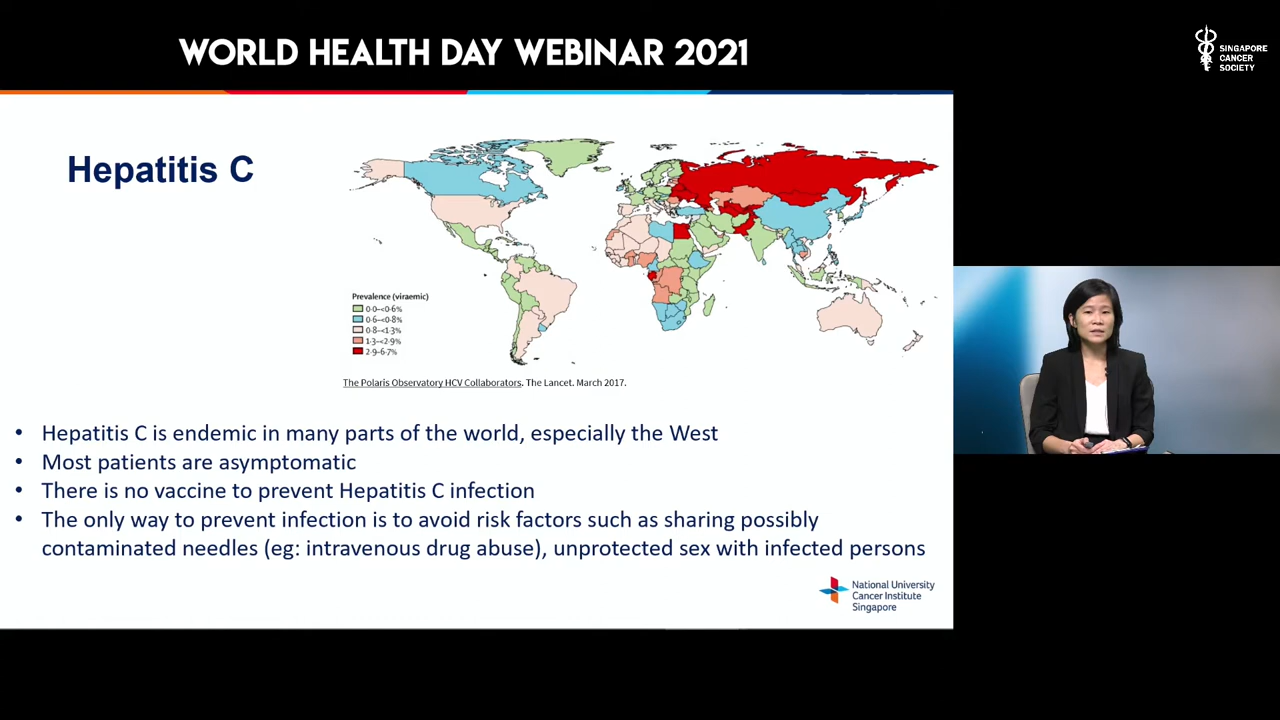 WORLD HEALTH DAY WEBINAR 2021
SINGAPORE
CANCER
SOCIETY
Hepatitis C
Prevalence (viraemic)
0·0–<0·6%
0·6–<0·8%
0·8–<1·3%
1·3–<2·9%
2·9–6·7%
The Polaris Observatory HCV Collaborators. The Lancet. March 2017.
• Hepatitis C is endemic in many parts of the world, especially the West
• Most patients are asymptomatic
• There is no vaccine to prevent Hepatitis C infection
• The only way to prevent infection is to avoid risk factors such as sharing possibly
contaminated needles (eg: intravenous drug abuse), unprotected sex with infected persons
National University
Cancer Institute
Singapore